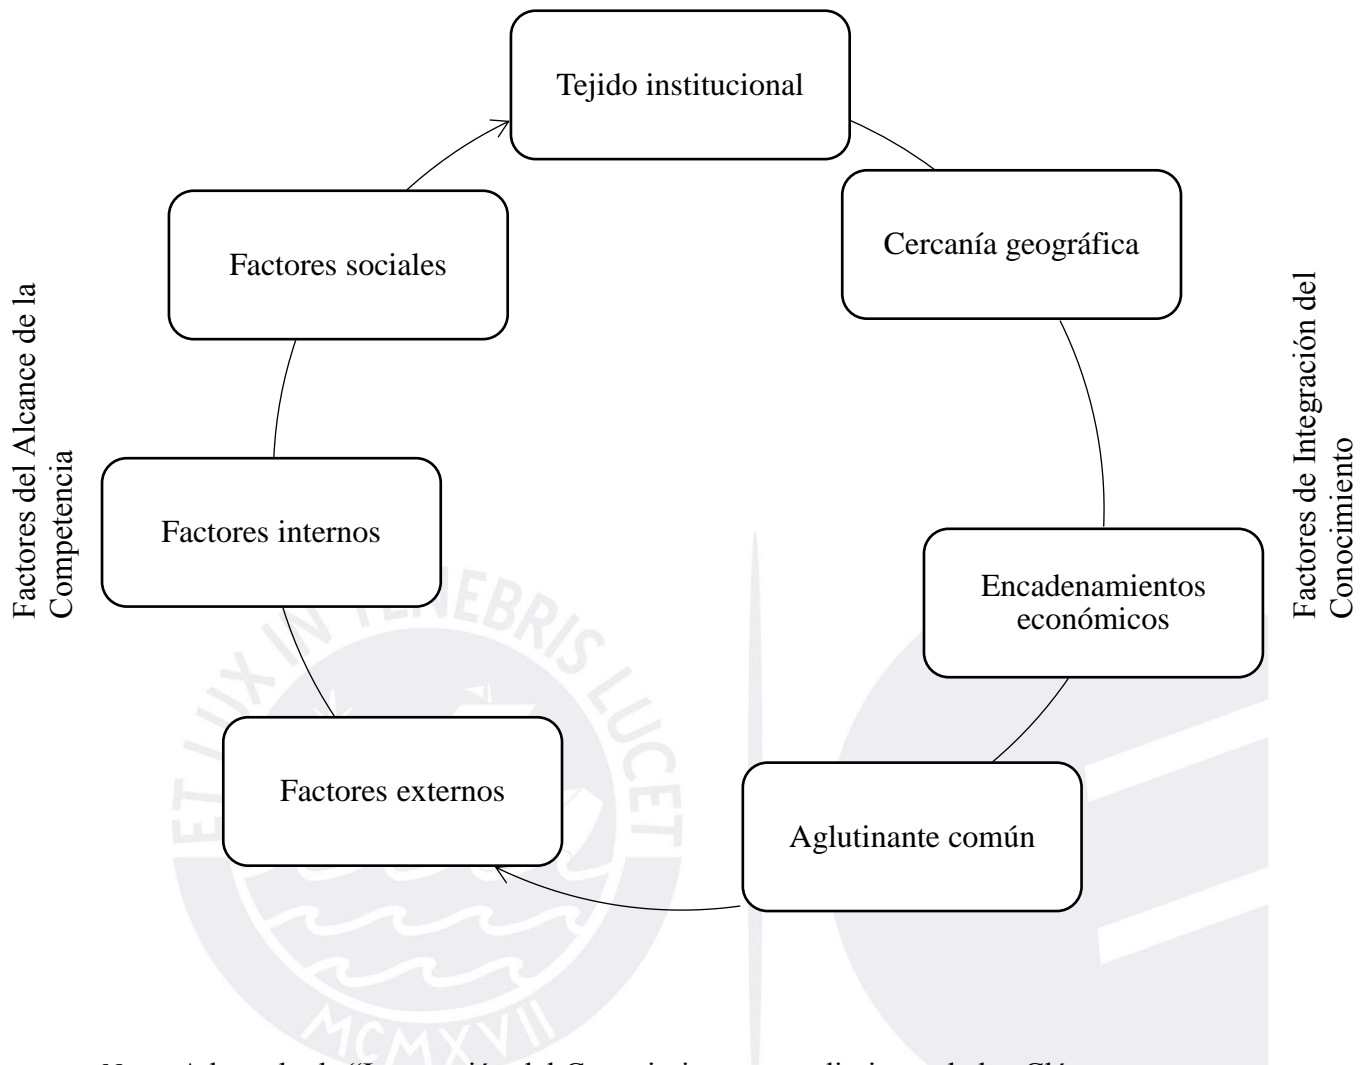 Tejido institucional
Cercanía geográfica
Factores sociales
Factores del Alcance de la
Competencia
Factores de Integración del
Conocimiento
Factores internos
Encadenamientos
económicos
Factores externos
Aglutinante común
ET LUX IN TENEBRIS LUCET
MCMXVII